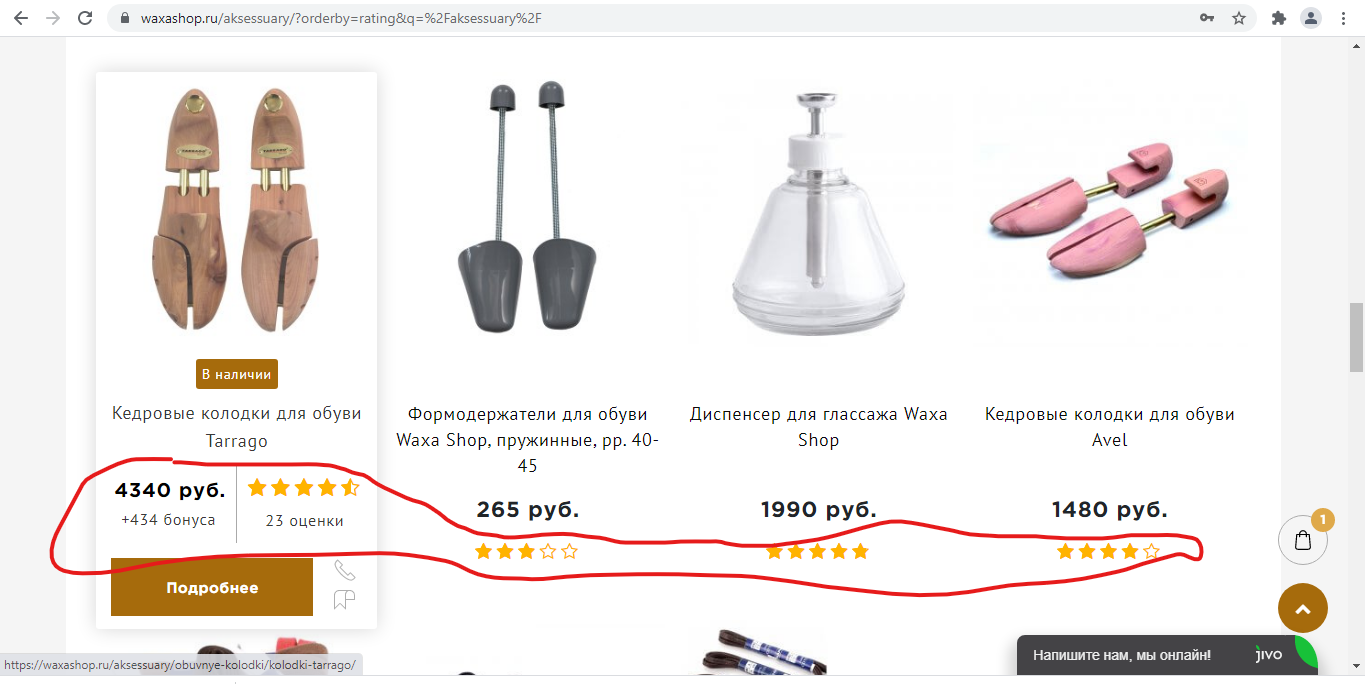 waxashop.ru/aksessuary/?orderby=rating&q=%2Faksessuary%2F
В наличии
Кедровые колодки для обуви
Tarrago
4340 руб.
+434 бонуса
23 оценки
Подробнее
Формодержатели для обуви
Waxa Shop, пружинные, рр. 40-
45
265 руб.
Диспенсер для глассажа Waxa
Shop
1990 руб.
Кедровые колодки для обуви
Avel
1480 руб.
1
Напишите нам, мы онлайн!
jivo
https://waxashop.ru/aksessuary/obuvnye-kolodki/kolodki-tarrago/